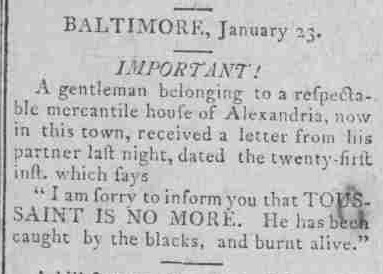 BALTIMORE, January 23.
IMPORTANT!
A gentleman belonging to a reſpecta-
ble mercantile houſe of Alexandria, now
in this town, received a letter from his
partner laſt night, dated the twenty-firſt
inſt. which ſays
“ I am ſorry to inform you that TOUS-
SAINT IS NO MORE. He has been
caught by the blacks, and burnt alive.”